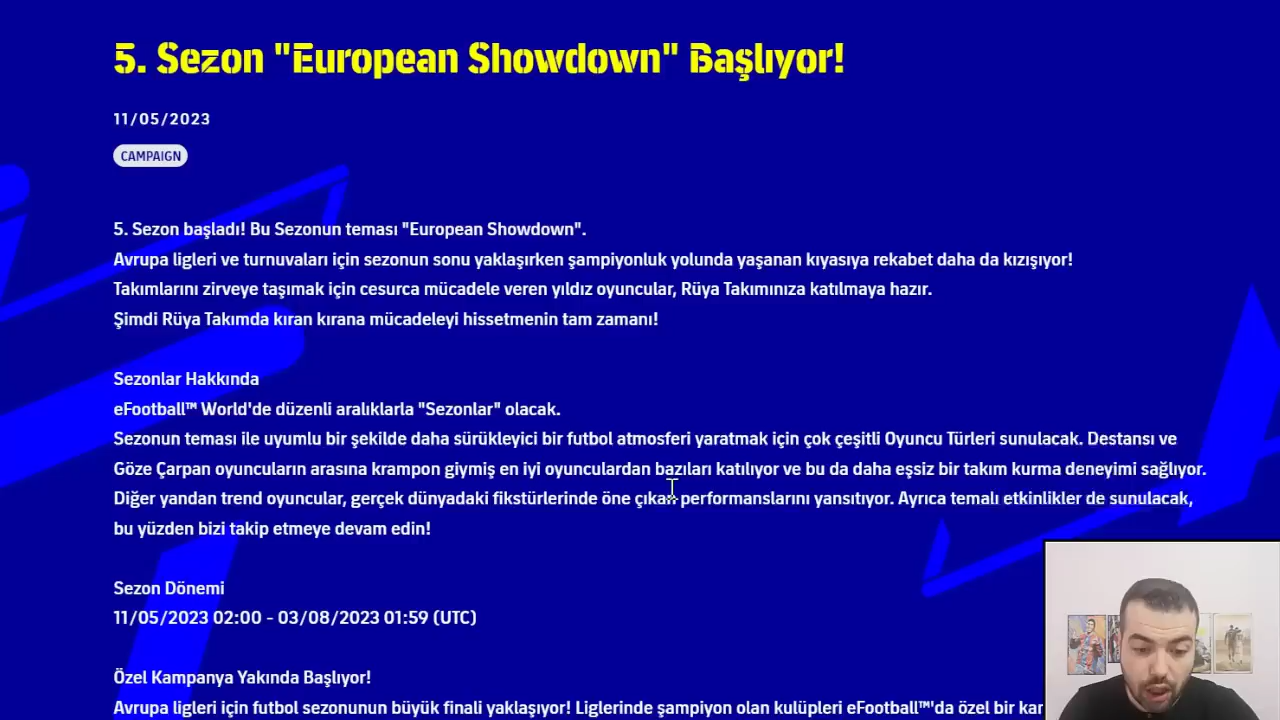 5. Sezon "European Showdown" Başlıyor!
11/05/2023
CAMPAIGN
5. Sezon başladı! Bu Sezonun teması "European Showdown".
Avrupa ligleri ve turnuvaları için sezonun sonu yaklaşırken şampiyonluk yolunda yaşanan kıyasıya rekabet daha da kızışıyor!
Takımlarını zirveye taşımak için cesurca mücadele veren yıldız oyuncular, Rüya Takımınıza katılmaya hazır.
Şimdi Rüya Takımda kıran kırana mücadeleyi hissetmenin tam zamanı!
Sezonlar Hakkında
eFootball™ World'de düzenli aralıklarla "Sezonlar" olacak.
Sezonun teması ile uyumlu bir şekilde daha sürükleyici bir futbol atmosferi yaratmak için çok çeşitli Oyuncu Türleri sunulacak. Destansı ve
Göze Çarpan oyuncuların arasına krampon giymiş en iyi oyunculardan bazıları katılıyor ve bu da daha eşsiz bir takım kurma deneyimi sağlıyor.
Diğer yandan trend oyuncular, gerçek dünyadaki fikstürlerinde öne çıkan performanslarını yansıtıyor. Ayrıca temalı etkinlikler de sunulacak,
bu yüzden bizi takip etmeye devam edin!
Sezon Dönemi
11/05/2023 02:00 - 03/08/2023 01:59 (UTC)
Özel Kampanya Yakında Başlıyor!
Avrupa ligleri için futbol sezonunun büyük finali yaklaşıyor! Liglerinde şampiyon olan kulüpleri eFootball™'da özel bir